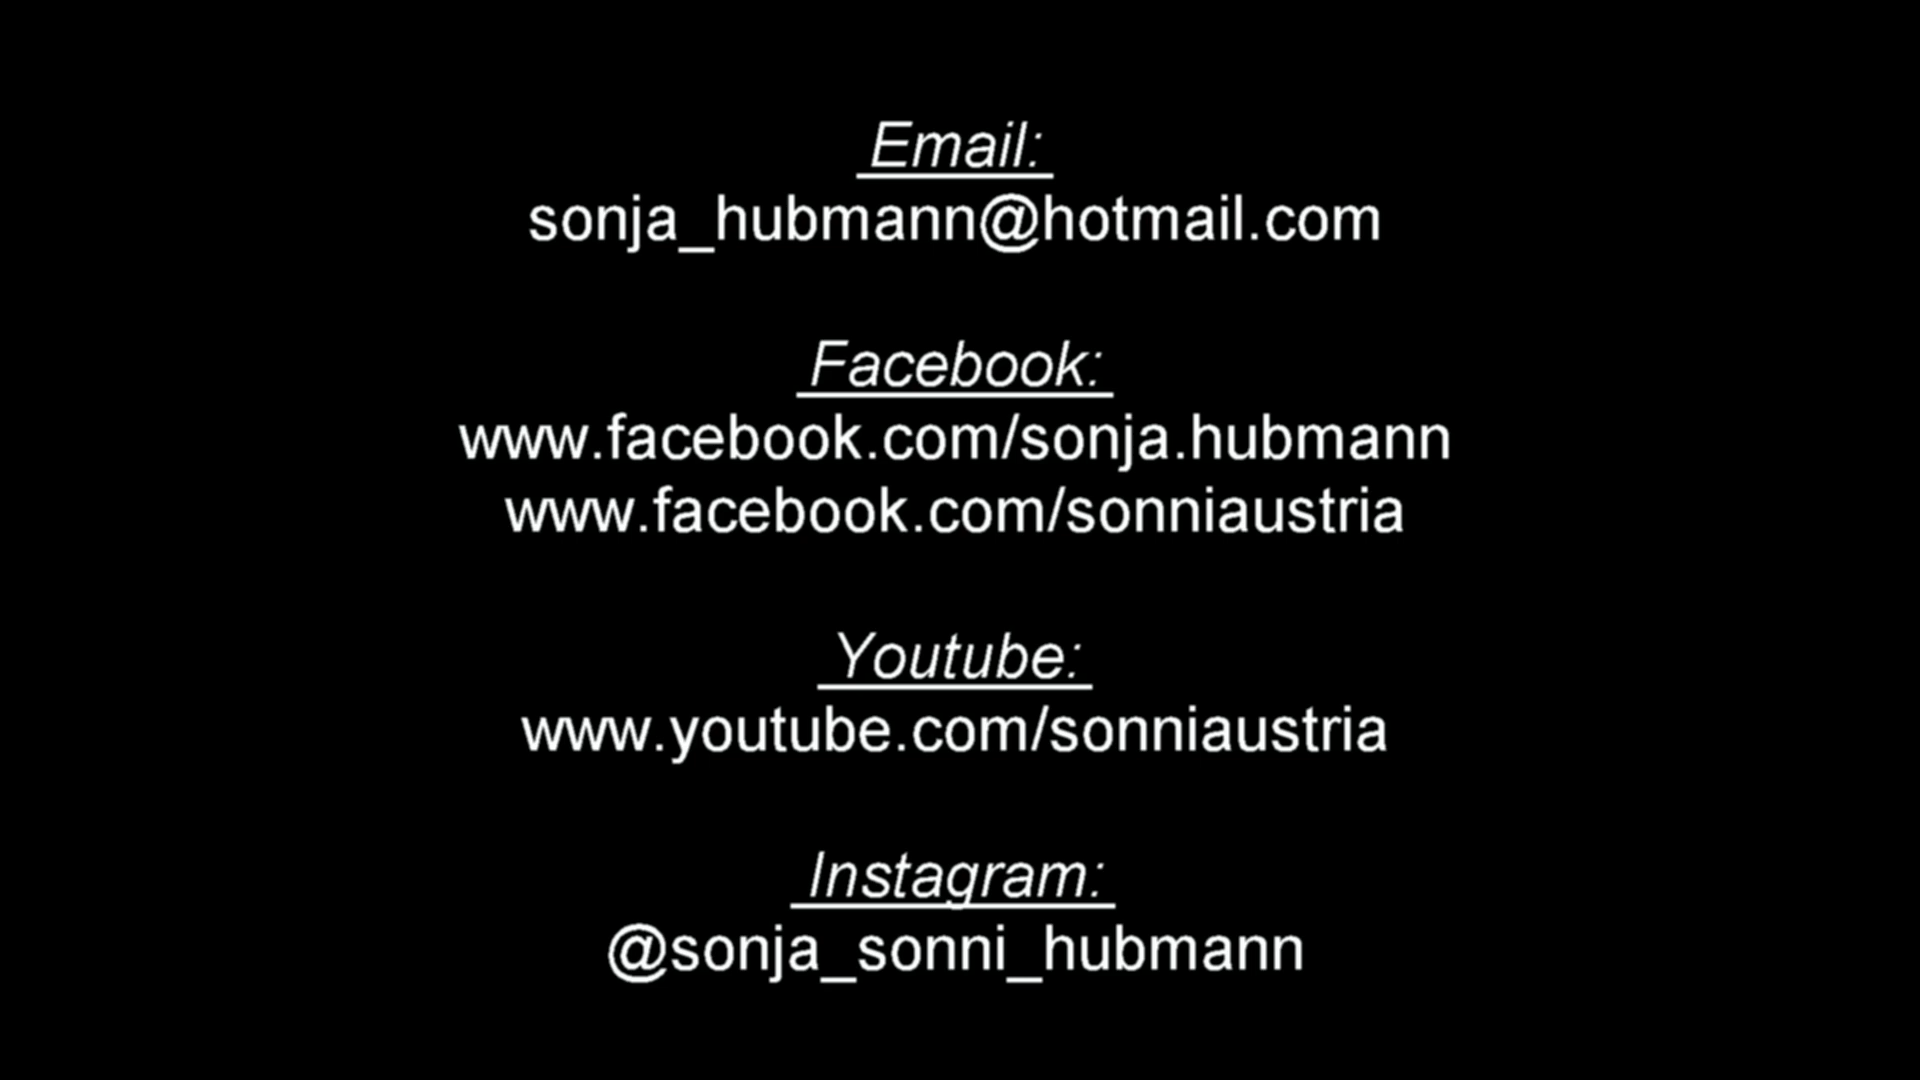 Email:
sonja_hubmann@hotmail.com
Facebook:
www.facebook.com/sonja.hubmann
www.facebook.com/sonniaustria
Youtube:
www.youtube.com/sonniaustria
Instagram:
@sonja_sonni_hubmann